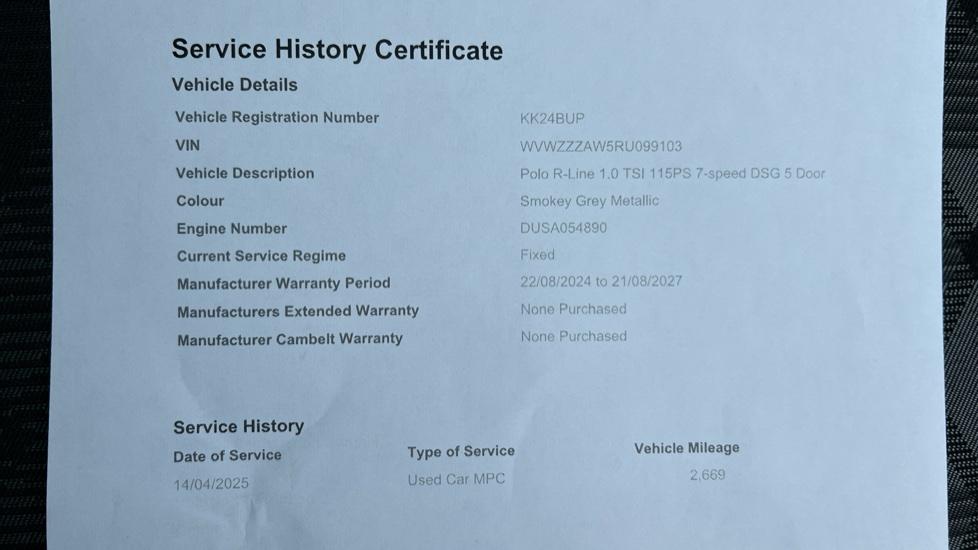 Service History Certificate
Vehicle Details
Vehicle Registration Number KK24BUP
VIN WVWZZZAW5RU099103
Vehicle Description Polo R-Line 1.0 TSI 115PS 7-speed DSG 5 Door
Colour Smokey Grey Metallic
Engine Number DUSA054890
Current Service Regime Fixed
Manufacturer Warranty Period 22/08/2024 to 21/08/2027
Manufacturers Extended Warranty None Purchased
Manufacturer Cambelt Warranty None Purchased
Service History
Date of Service Type of Service Vehicle Mileage
14/04/2025 Used Car MPC 2,669